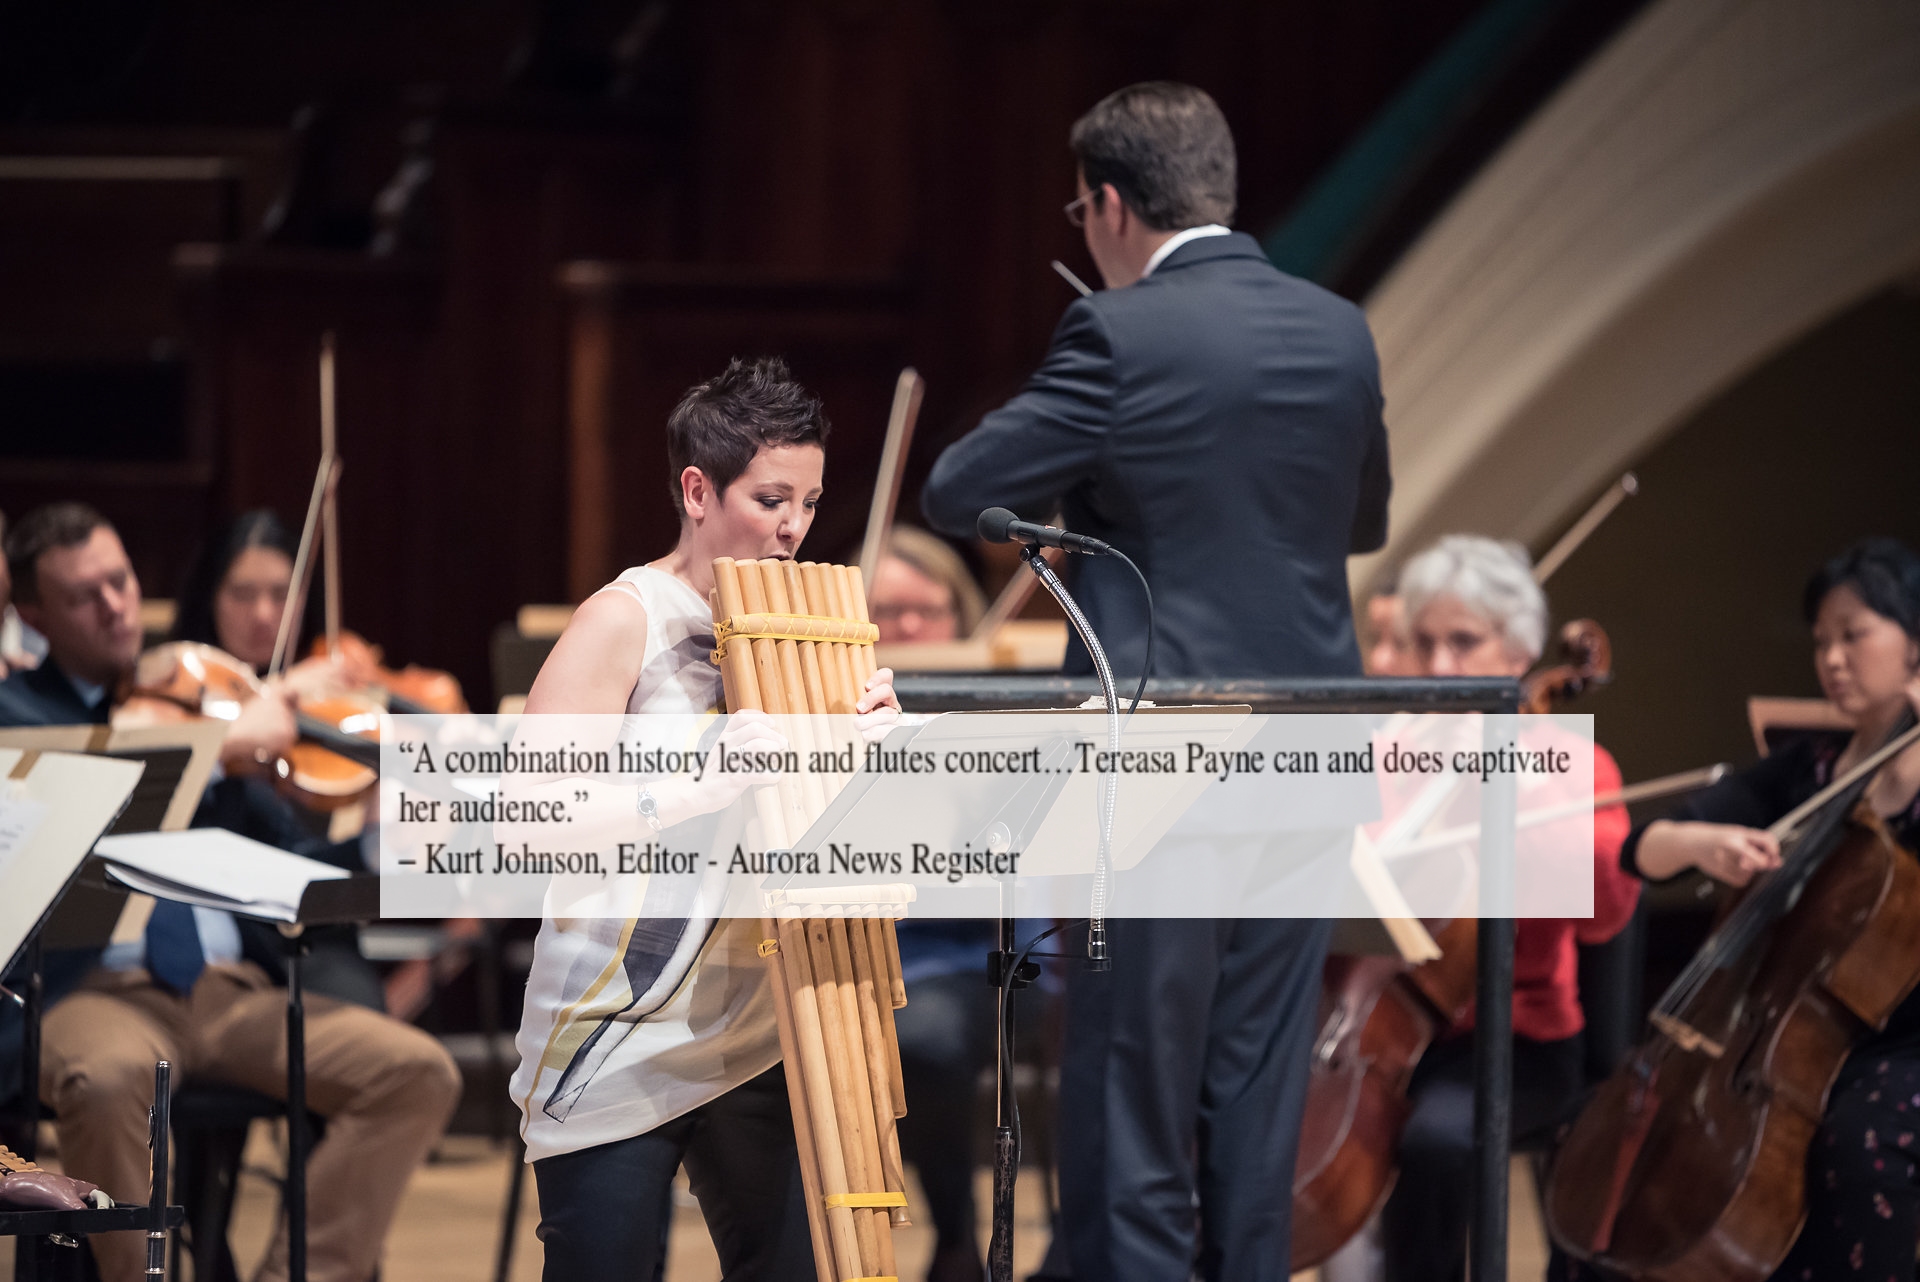 “A combination history lesson and flutes concert…Tereasa Payne can and does captivate
her audience.”
– Kurt Johnson, Editor - Aurora News Register